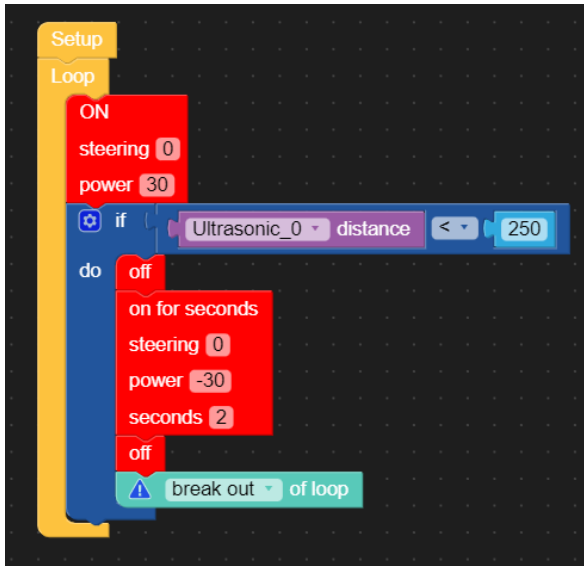 Setup
Loop
ON
steering 0
power 30
if Ultrasonic_0 distance < 250
do off
on for seconds
steering 0
power -30
seconds 2
off
break out of loop